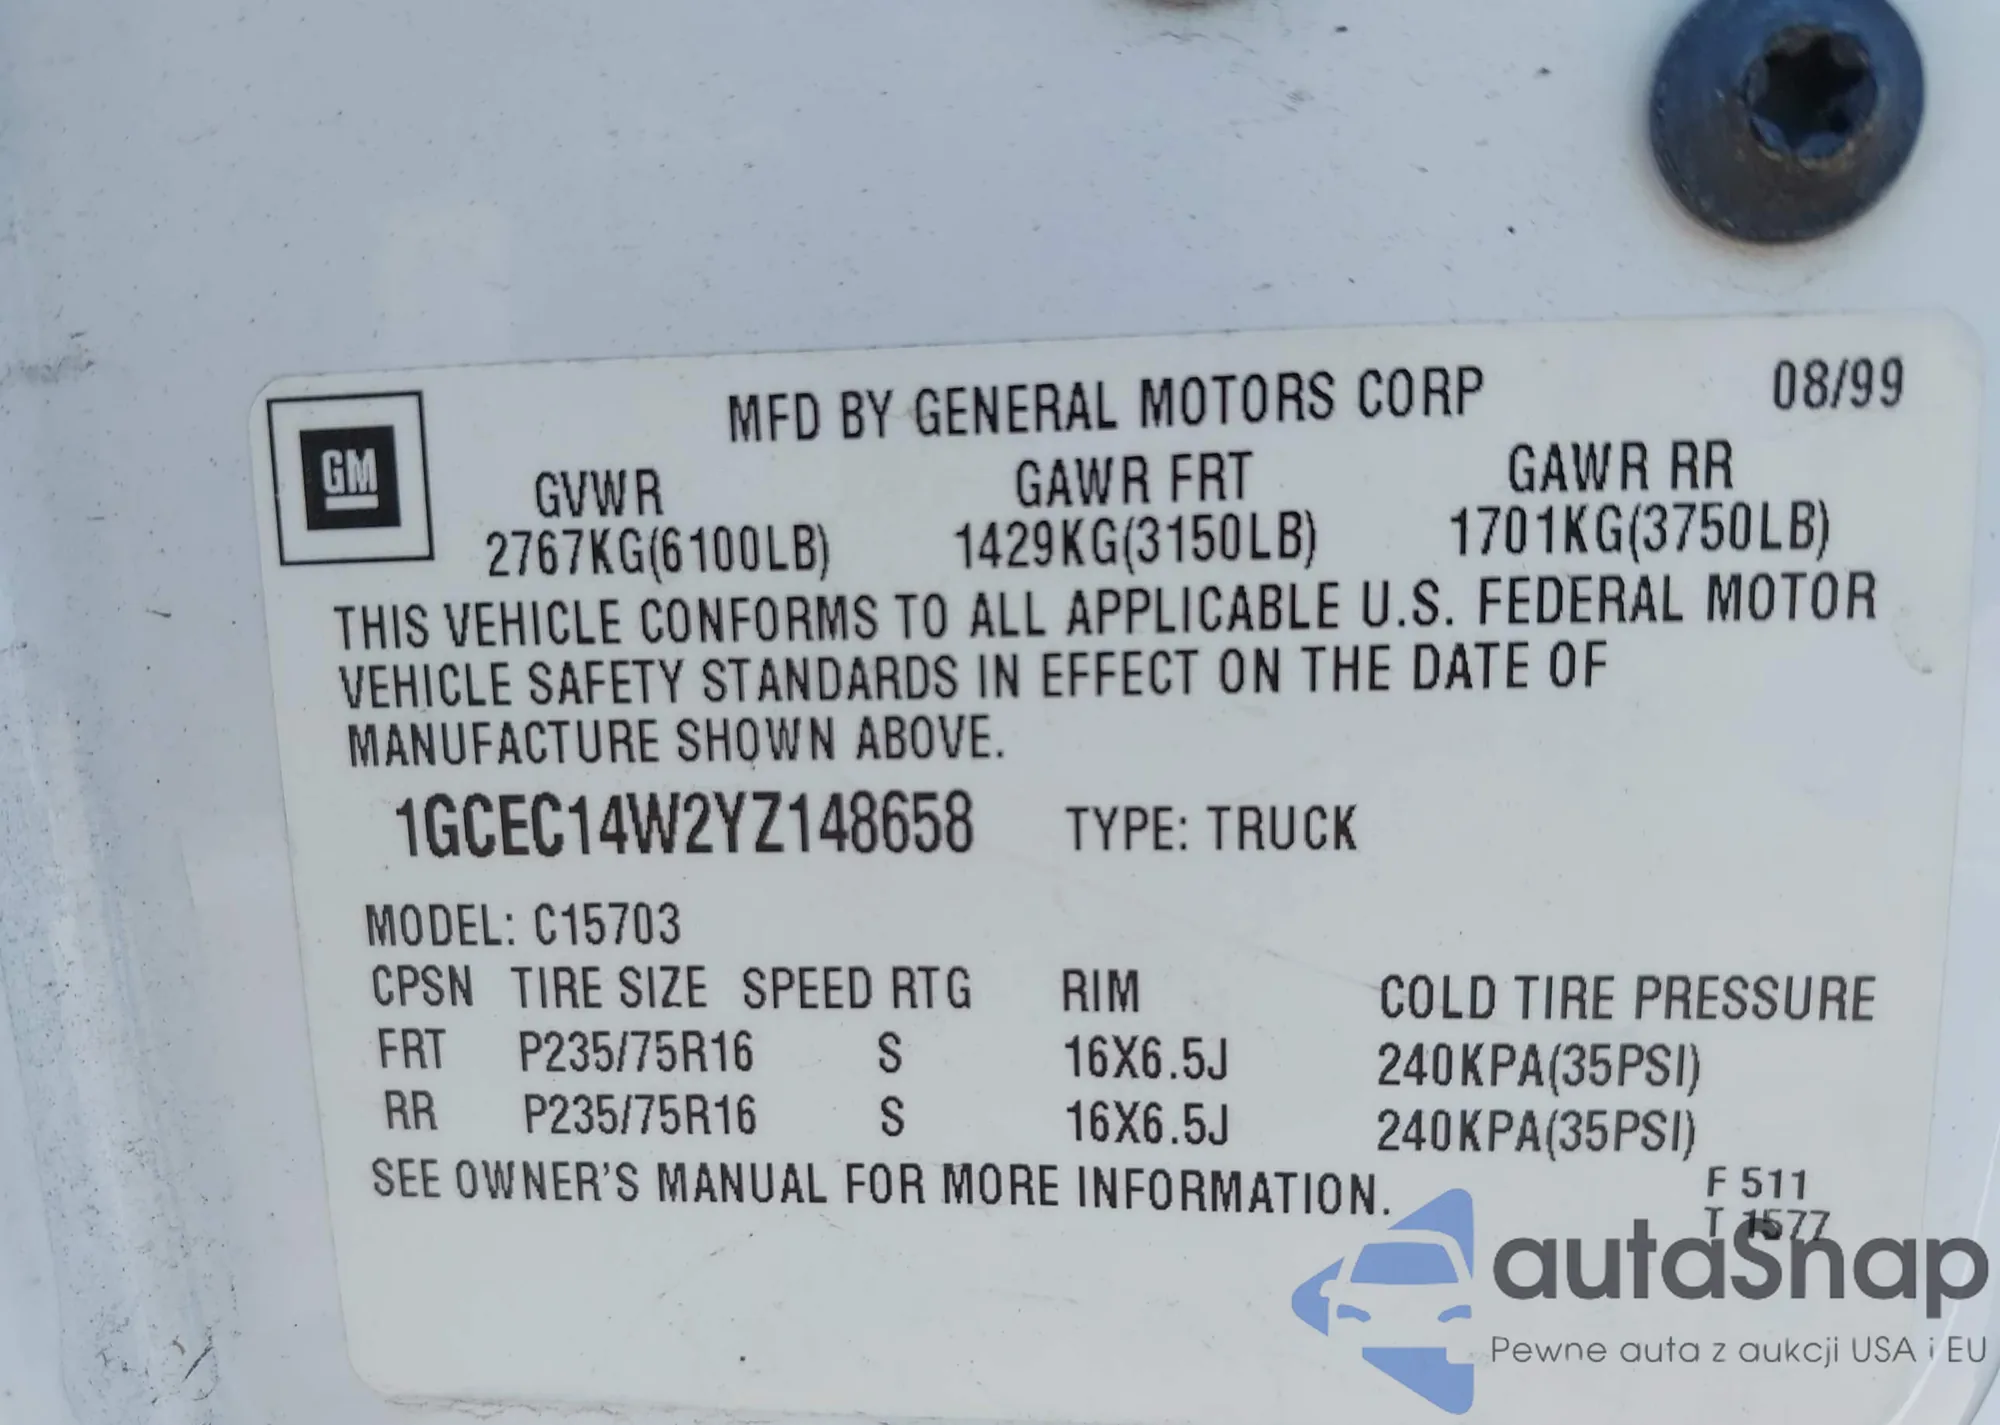 MFD BY GENERAL MOTORS CORP 08/99
GM
GVWR GAWR FRT GAWR RR
2767KG(6100LB) 1429KG(3150LB) 1701KG(3750LB)
THIS VEHICLE CONFORMS TO ALL APPLICABLE U.S. FEDERAL MOTOR
VEHICLE SAFETY STANDARDS IN EFFECT ON THE DATE OF
MANUFACTURE SHOWN ABOVE.
1GCEC14W2YZ148658 TYPE: TRUCK
MODEL: C15703
CPSN TIRE SIZE SPEED RTG RIM COLD TIRE PRESSURE
FRT P235/75R16 S 16X6.5J 240KPA(35PSI)
RR P235/75R16 S 16X6.5J 240KPA(35PSI)
SEE OWNER'S MANUAL FOR MORE INFORMATION.
F 511
T 1577
autaSnap
Pewne auta z aukcji USA i EU